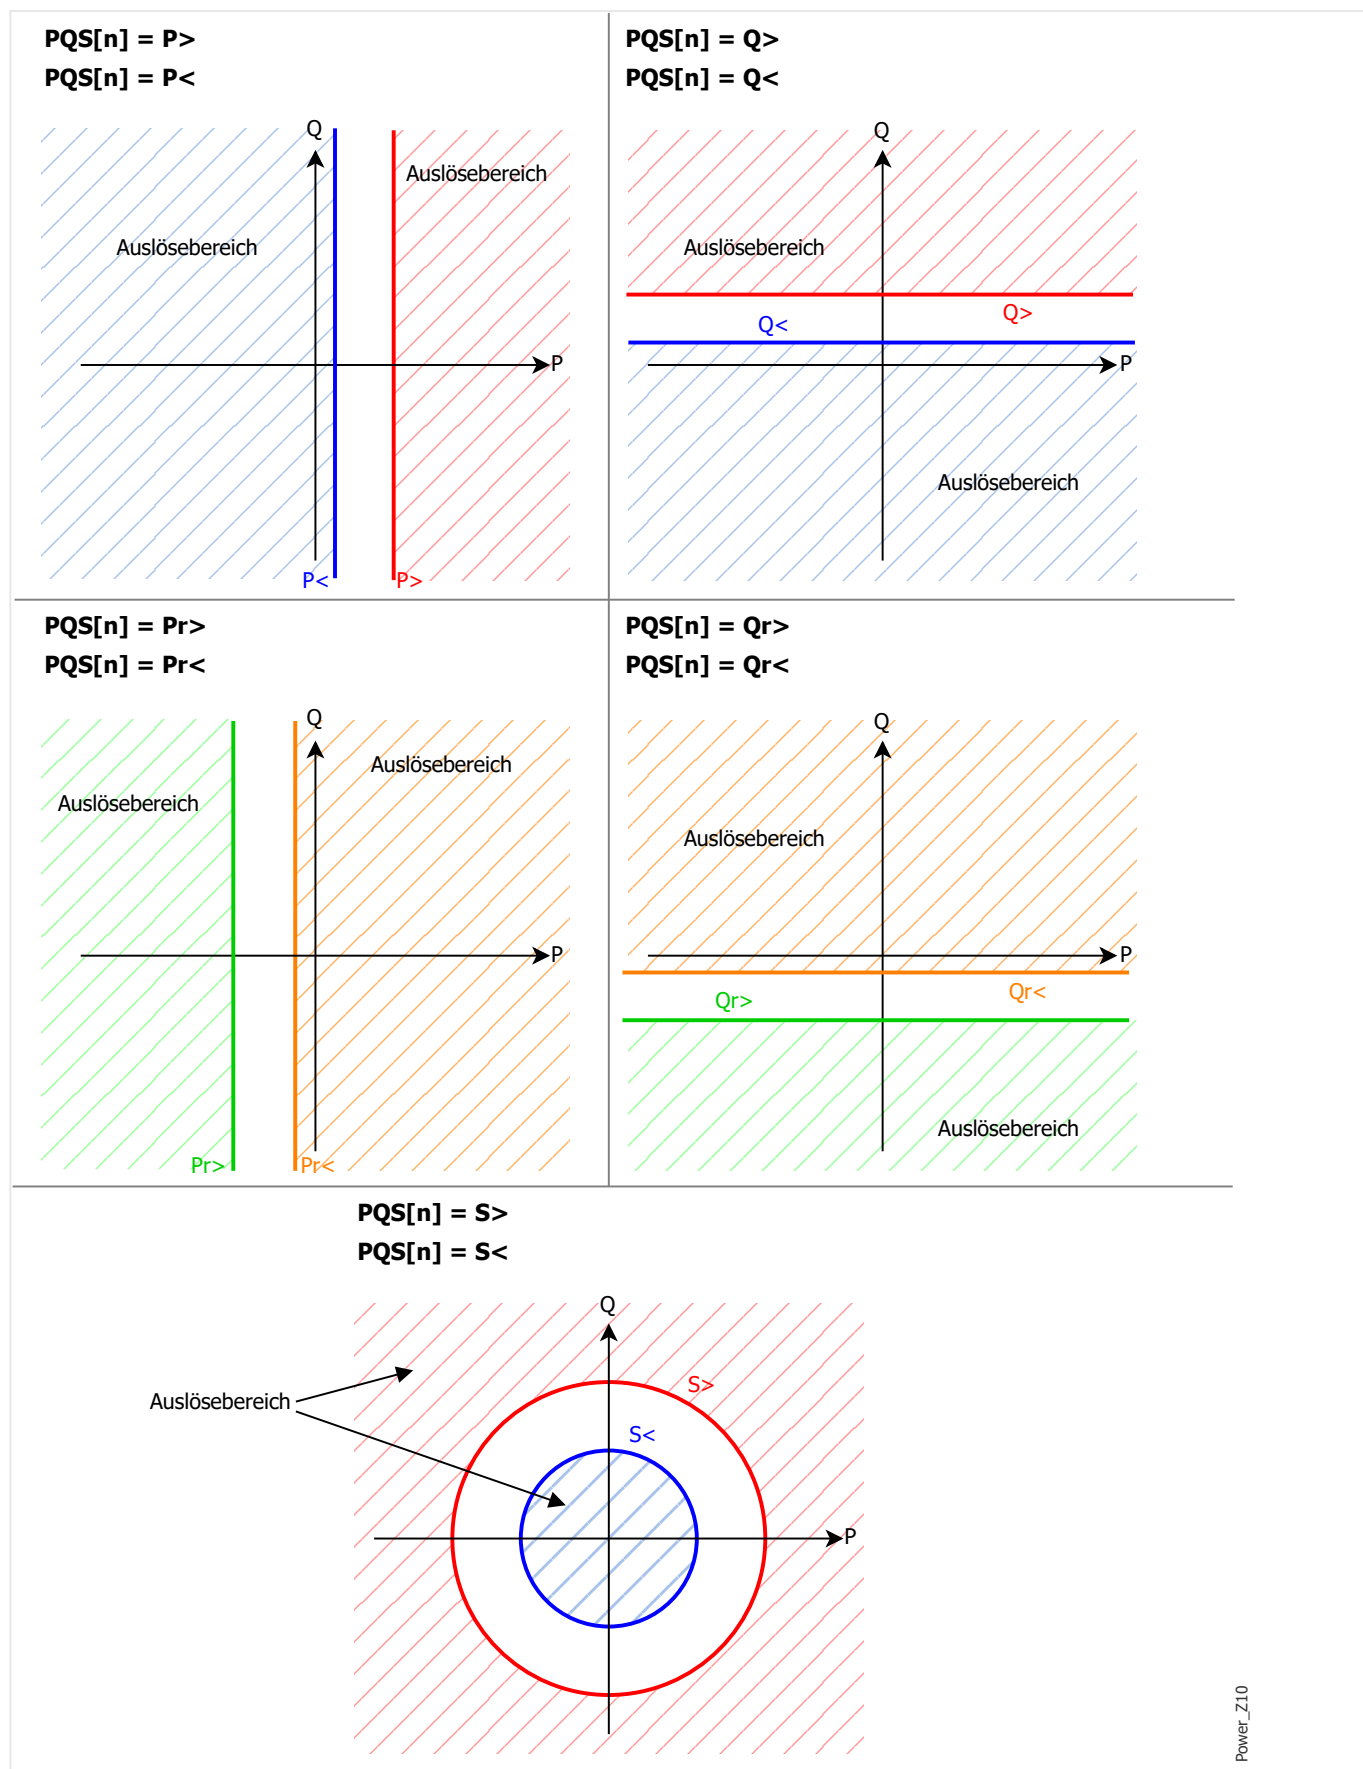 PQS[n] = P>
PQS[n] = P<
Q
Auslösebereich
Auslösebereich
P
P<
P>
PQS[n] = Q>
PQS[n] = Q<
Q
Auslösebereich
Q>
Q<
P
Auslösebereich
PQS[n] = Pr>
PQS[n] = Pr<
Q
Auslösebereich
Auslösebereich
P
Pr>
Pr<
PQS[n] = Qr>
PQS[n] = Qr<
Q
Auslösebereich
P
Qr>
Qr<
Auslösebereich
PQS[n] = S>
PQS[n] = S<
Q
S>
Auslösebereich
S<
P
Power_Z10